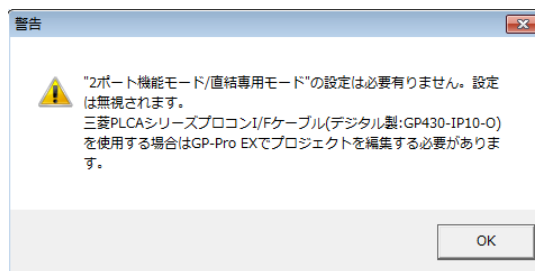 警告
"2ポート機能モード/直結専用モード"の設定は必要有りません。設定
は無視されます。
三菱PLCAシリーズプロコンI/Fケーブル(デジタル製:GP430-IP10-O)
を使用する場合はGP-Pro EXでプロジェクトを編集する必要がありま
す。
OK